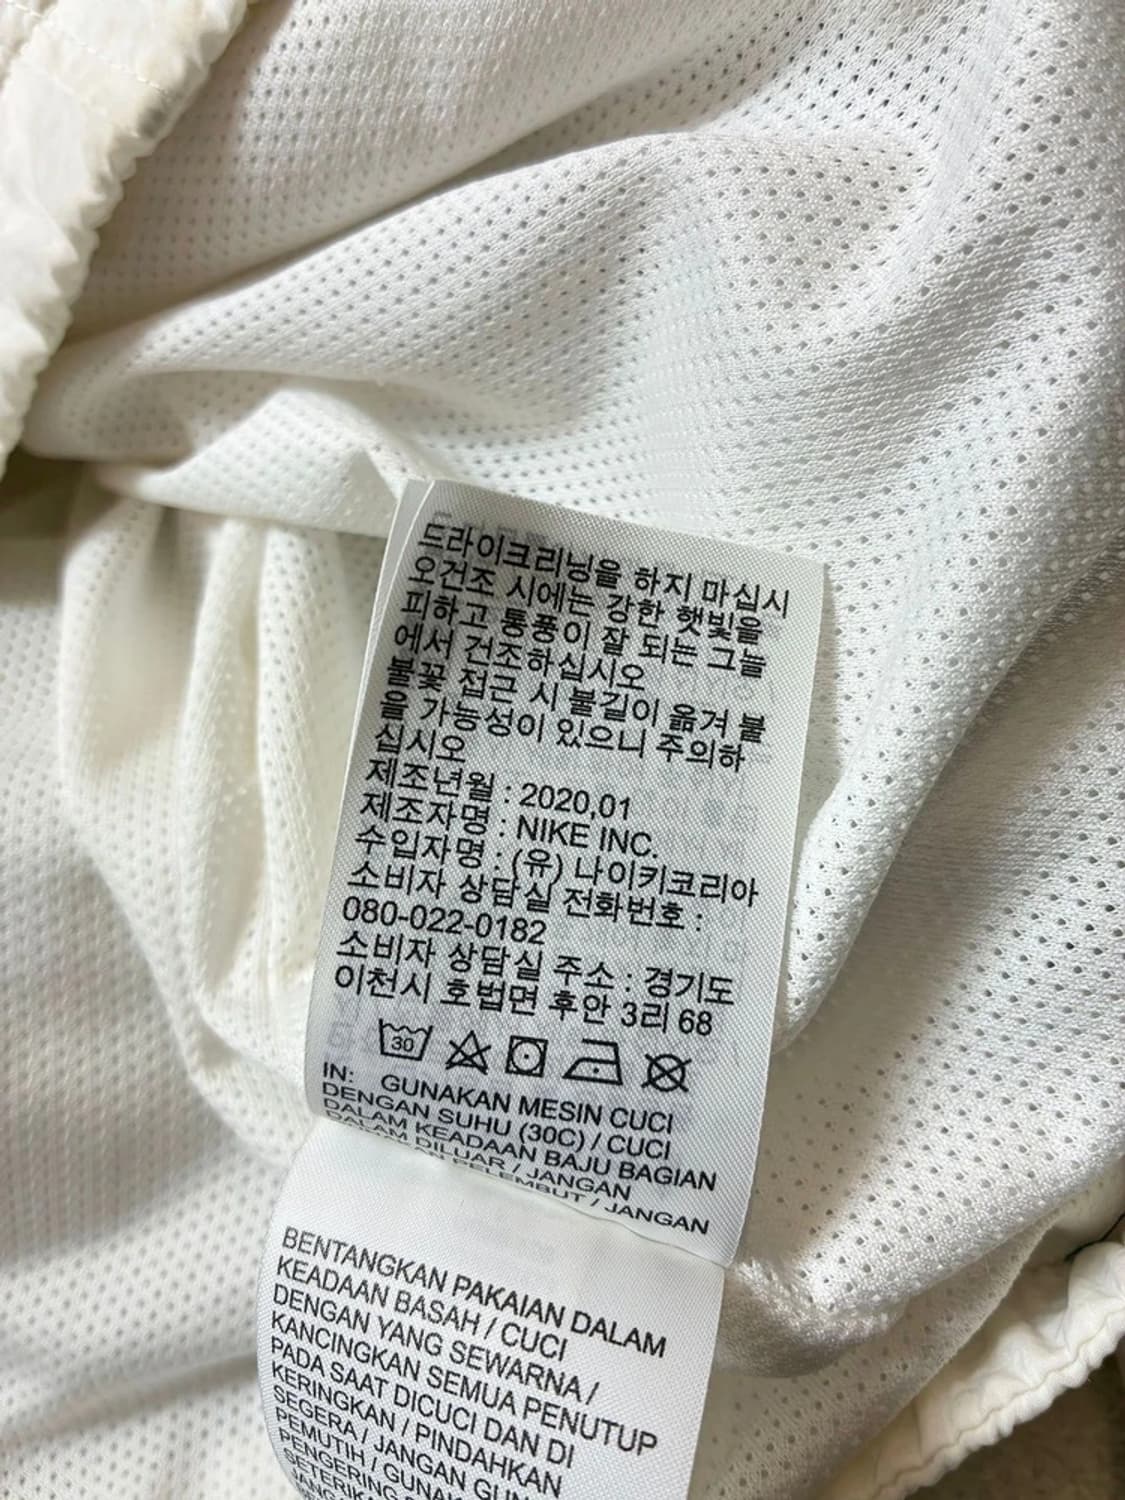 드라이크리닝을 하지 마십시
오건조 시에는 강한 햇빛을
피하고 통풍이 잘 되는 그늘
에서 건조하십시오
불꽃 접근 시 불길이 옮겨 붙
을 가능성이 있으니 주의하
십시오
제조년월 : 2020,01
제조자명 : NIKE INC.
수입자명 : (유) 나이키코리아
소비자 상담실 전화번호 :
080-022-0182
소비자 상담실 주소 : 경기도
이천시 호법면 후안 3리 68
30
IN: GUNAKAN MESIN CUCI
DENGAN SUHU (30C) / CUCI
DALAM KEADAAN BAJU BAGIAN
DALAM DILUAR / JANGAN
PELEMBUT / JANGAN
BENTANGKAN PAKAIAN DALAM
KEADAAN BASAH / CUCI
DENGAN YANG SEWARNA /
KANCINGKAN SEMUA PENUTUP
PADA SAAT DICUCI DAN DI
KERINGKAN / PINDAHKAN
SEGERA / JANGAN
PEMUTIH /
PENGERING